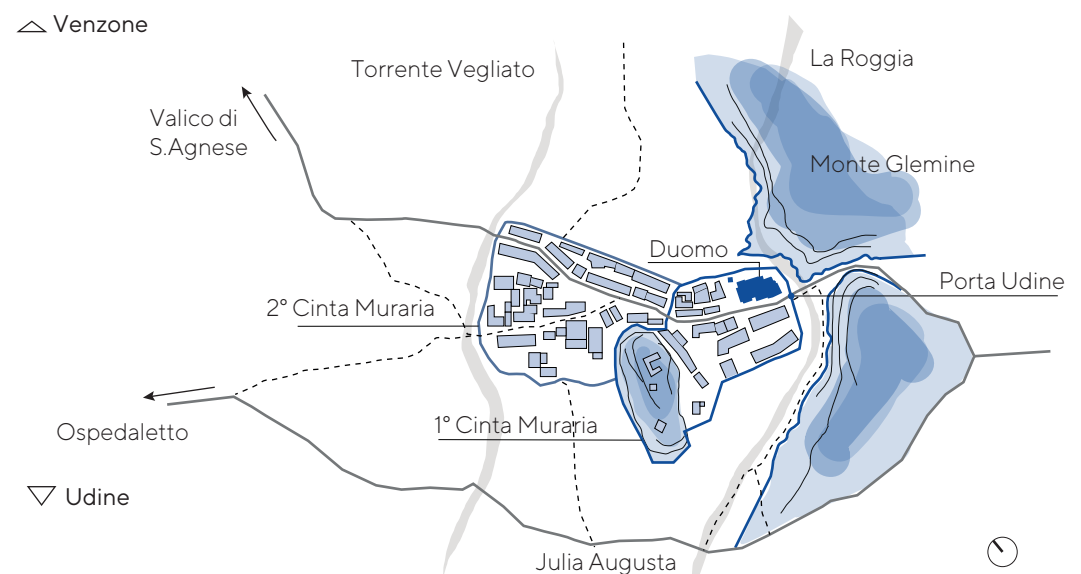 Venzone
La Roggia
Torrente Vegliato
Valico di
S.Agnese
Monte Glemine
Duomo
Porta Udine
2° Cinta Muraria
1° Cinta Muraria
Ospedaletto
Udine
Julia Augusta